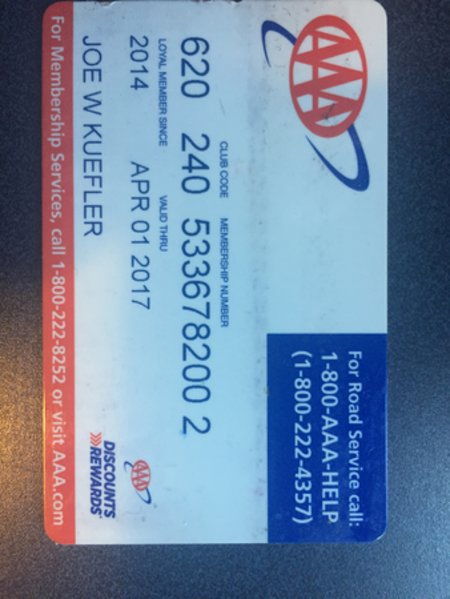 AAA
For Road Service call:
1-800-AAA-HELP
(1-800-222-4357)
CLUB CODE MEMBERSHIP NUMBER
620 240 533678200 2
LOYAL MEMBER SINCE VALID THRU
2014 APR 01 2017
JOE W KUEFLER
AAA
DISCOUNTS
REWARDS
For Membership Services, call 1-800-222-8252 or visit AAA.com